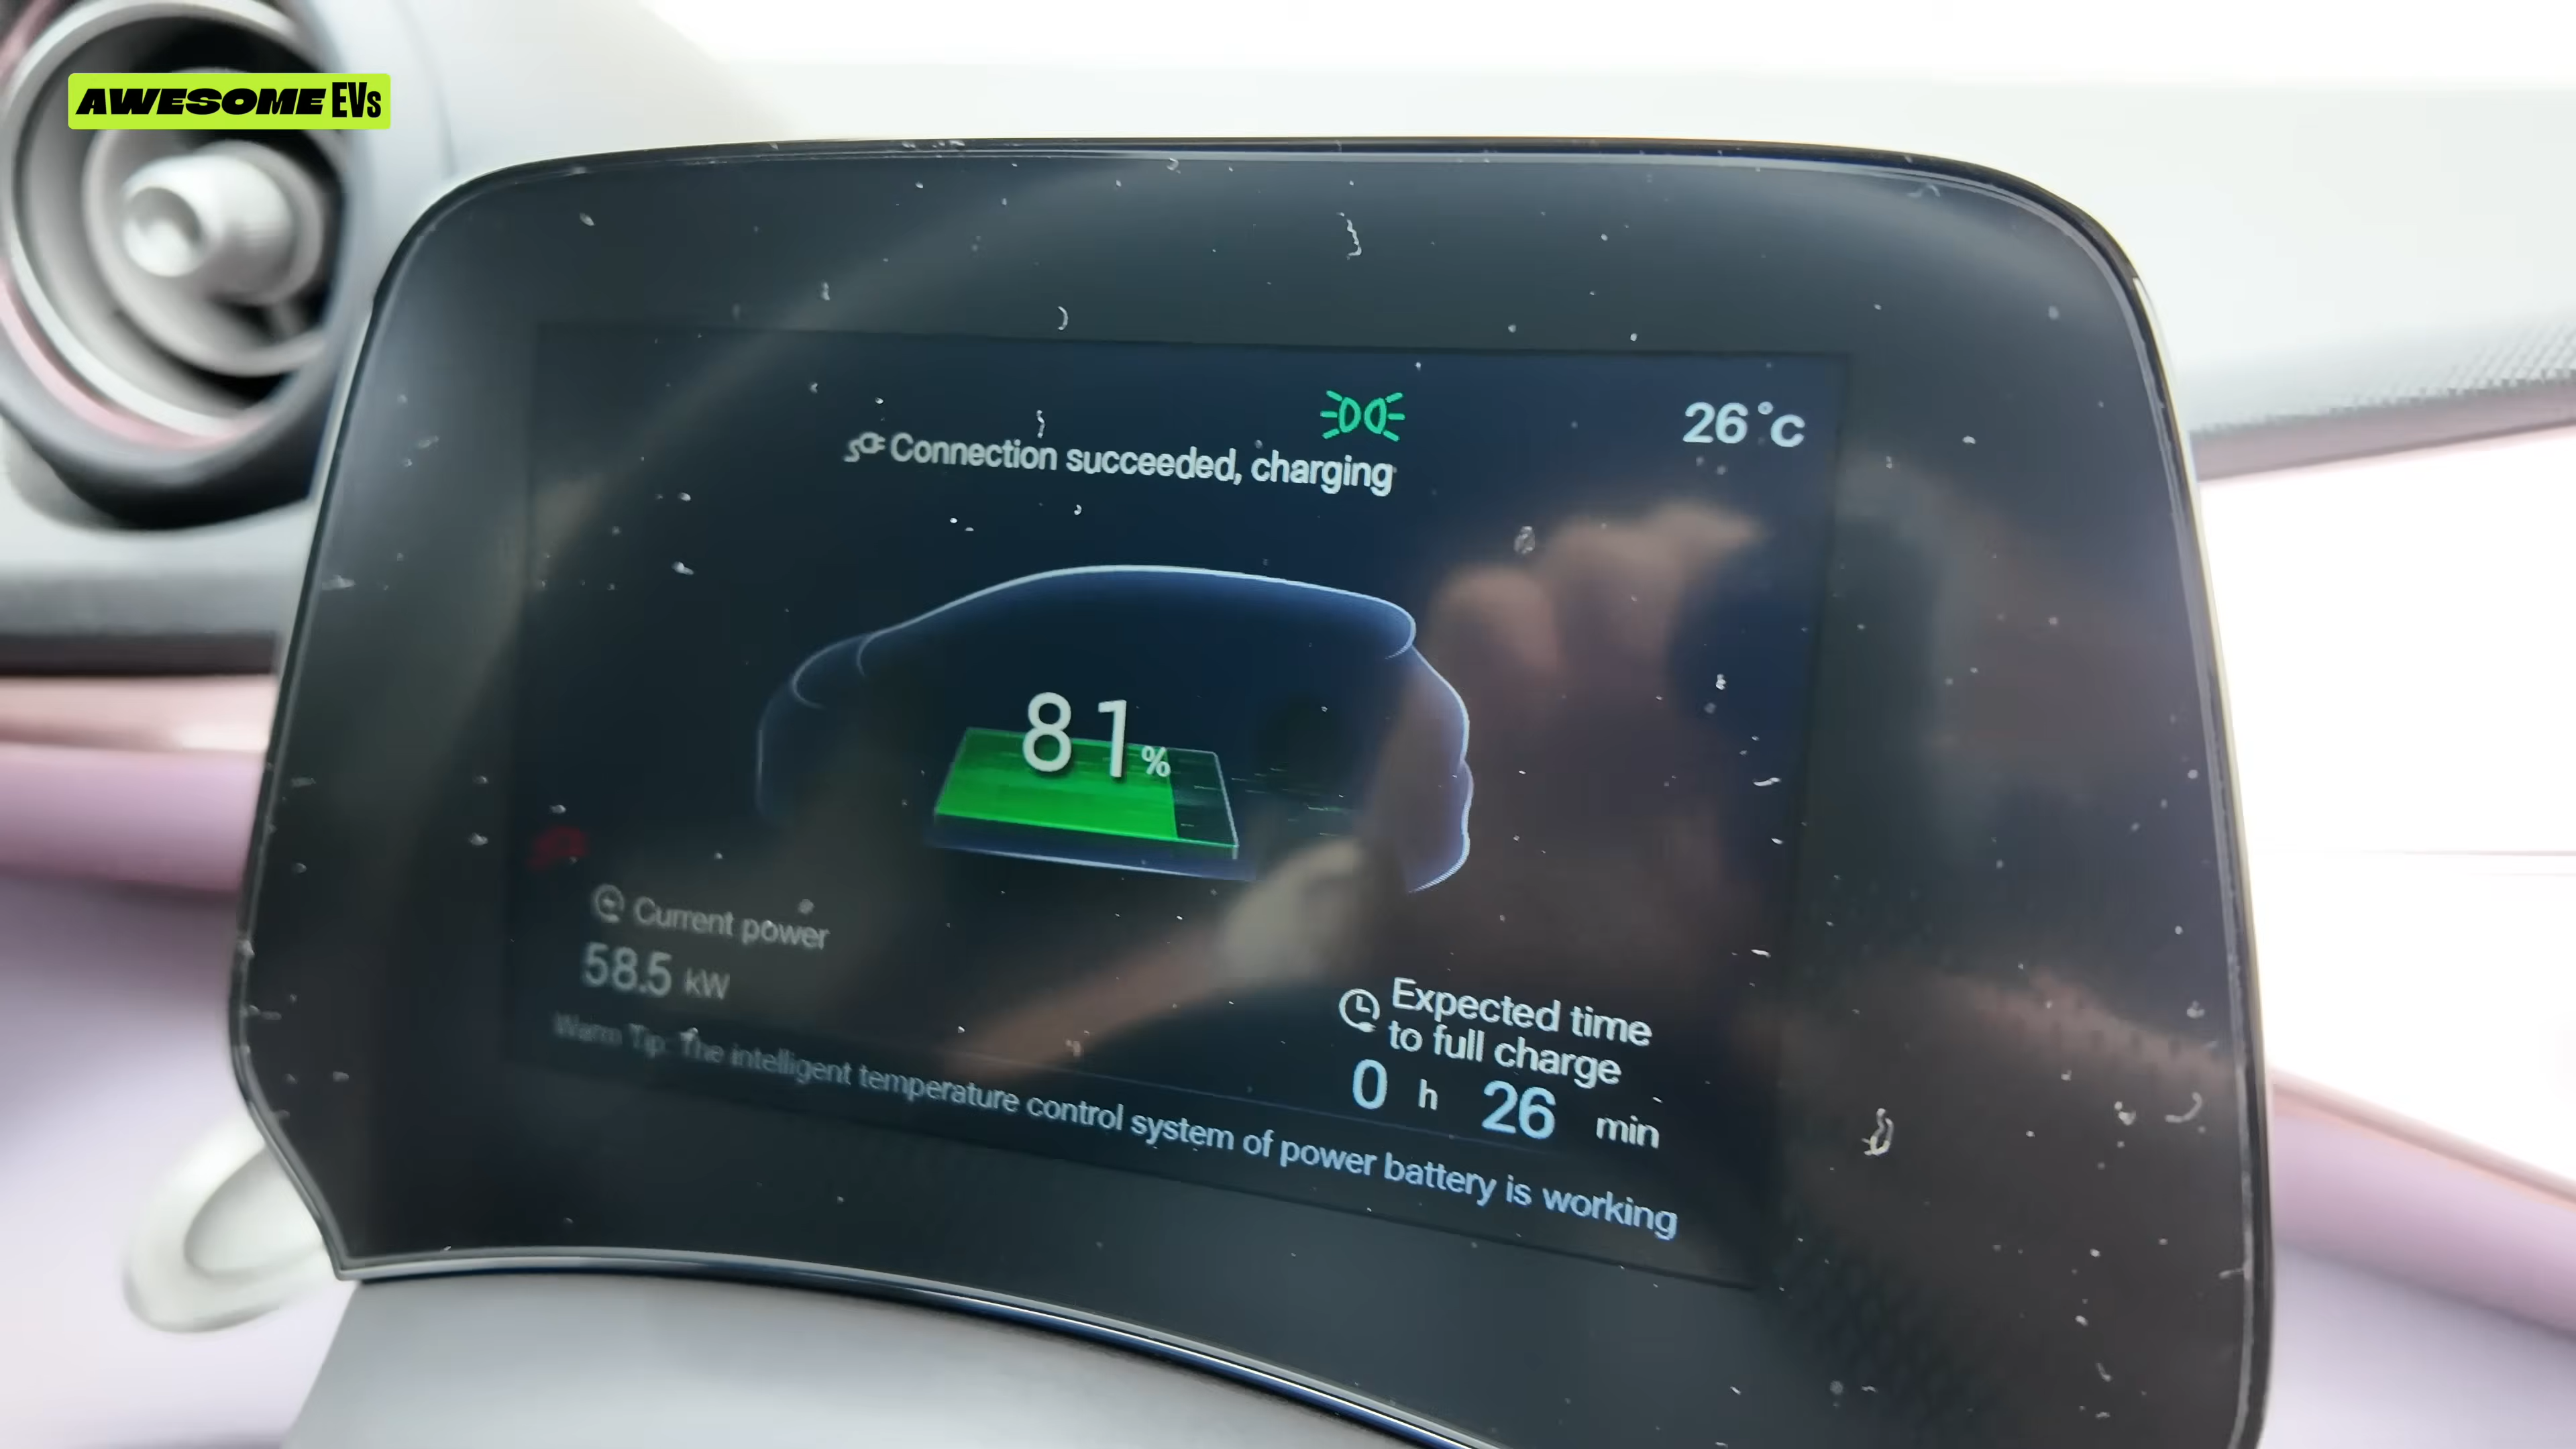 AWESOME EVs
26°C
Connection succeeded, charging
81%
Current power
58.5 kW
Expected time
to full charge
0 h 26 min
Warm Tip: The intelligent temperature control system of power battery is working